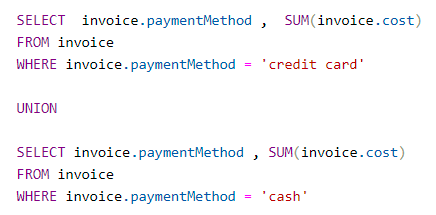 SELECT  invoice.paymentMethod ,  SUM(invoice.cost)
FROM invoice
WHERE invoice.paymentMethod = 'credit card'
UNION
SELECT invoice.paymentMethod , SUM(invoice.cost)
FROM invoice
WHERE invoice.paymentMethod = 'cash'